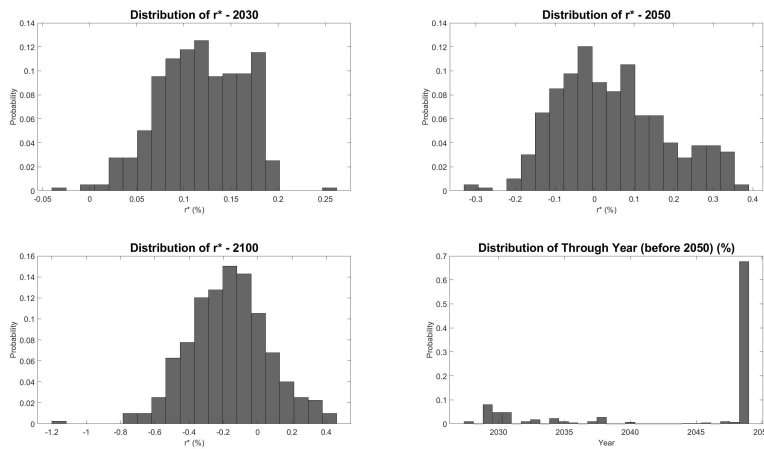 Distribution of r* - 2030
0.14
0.12
0.1
0.08
0.06
0.04
0.02
0
Probability
-0.05 0 0.05 0.1 0.15 0.2 0.25
r* (%)
Distribution of r* - 2050
0.14
0.12
0.1
0.08
0.06
0.04
0.02
0
Probability
-0.3 -0.2 -0.1 0 0.1 0.2 0.3 0.4
r* (%)
Distribution of r* - 2100
0.16
0.14
0.12
0.1
0.08
0.06
0.04
0.02
0
Probability
-1.2 -1 -0.8 -0.6 -0.4 -0.2 0 0.2 0.4
r* (%)
Distribution of Through Year (before 2050) (%)
0.7
0.6
0.5
0.4
0.3
0.2
0.1
0
Probability
2030 2035 2040 2045 205
Year